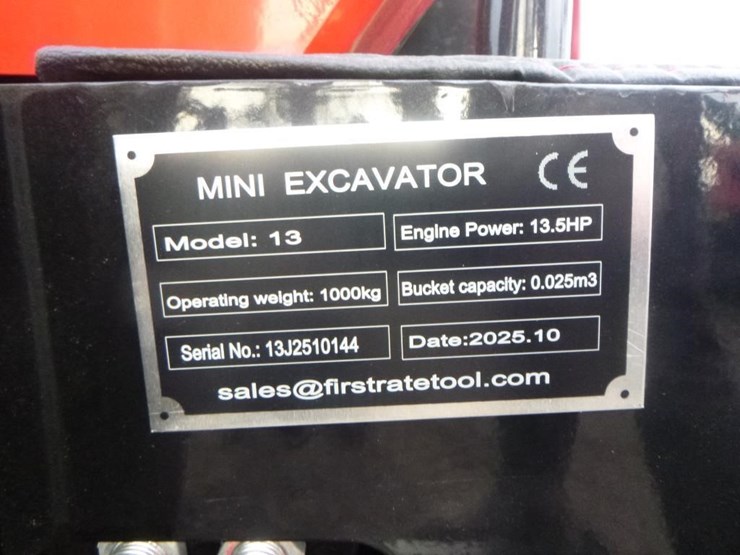 MINI EXCAVATOR CE
Model: 13
Engine Power: 13.5HP
Operating weight: 1000kg
Bucket capacity: 0.025m3
Serial No.: 13J2510144
Date:2025.10
sales@firstratetool.com